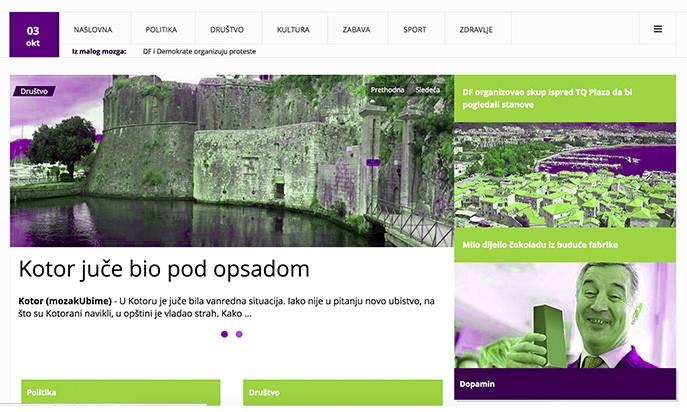 03
okt
NASLOVNA
POLITIKA
DRUŠTVO
KULTURA
ZABAVA
SPORT
ZDRAVLJE
Iz malog mozga:
DF i Demokrate organizuju proteste
Društvo
Prethodna
Sledeća
Kotor juče bio pod opsadom
Kotor (mozakUbime) - U Kotoru je juče bila vanredna situacija. Iako nije u pitanju novo ubistvo, na
što su Kotorani navikli, u opštini je vladao strah. Kako ...
DF organizovao skup ispred TQ Plaza da bi
pogledali stanove
Milo dijelio čokoladu iz buduće fabrike
Dopamin
Politika
Društvo